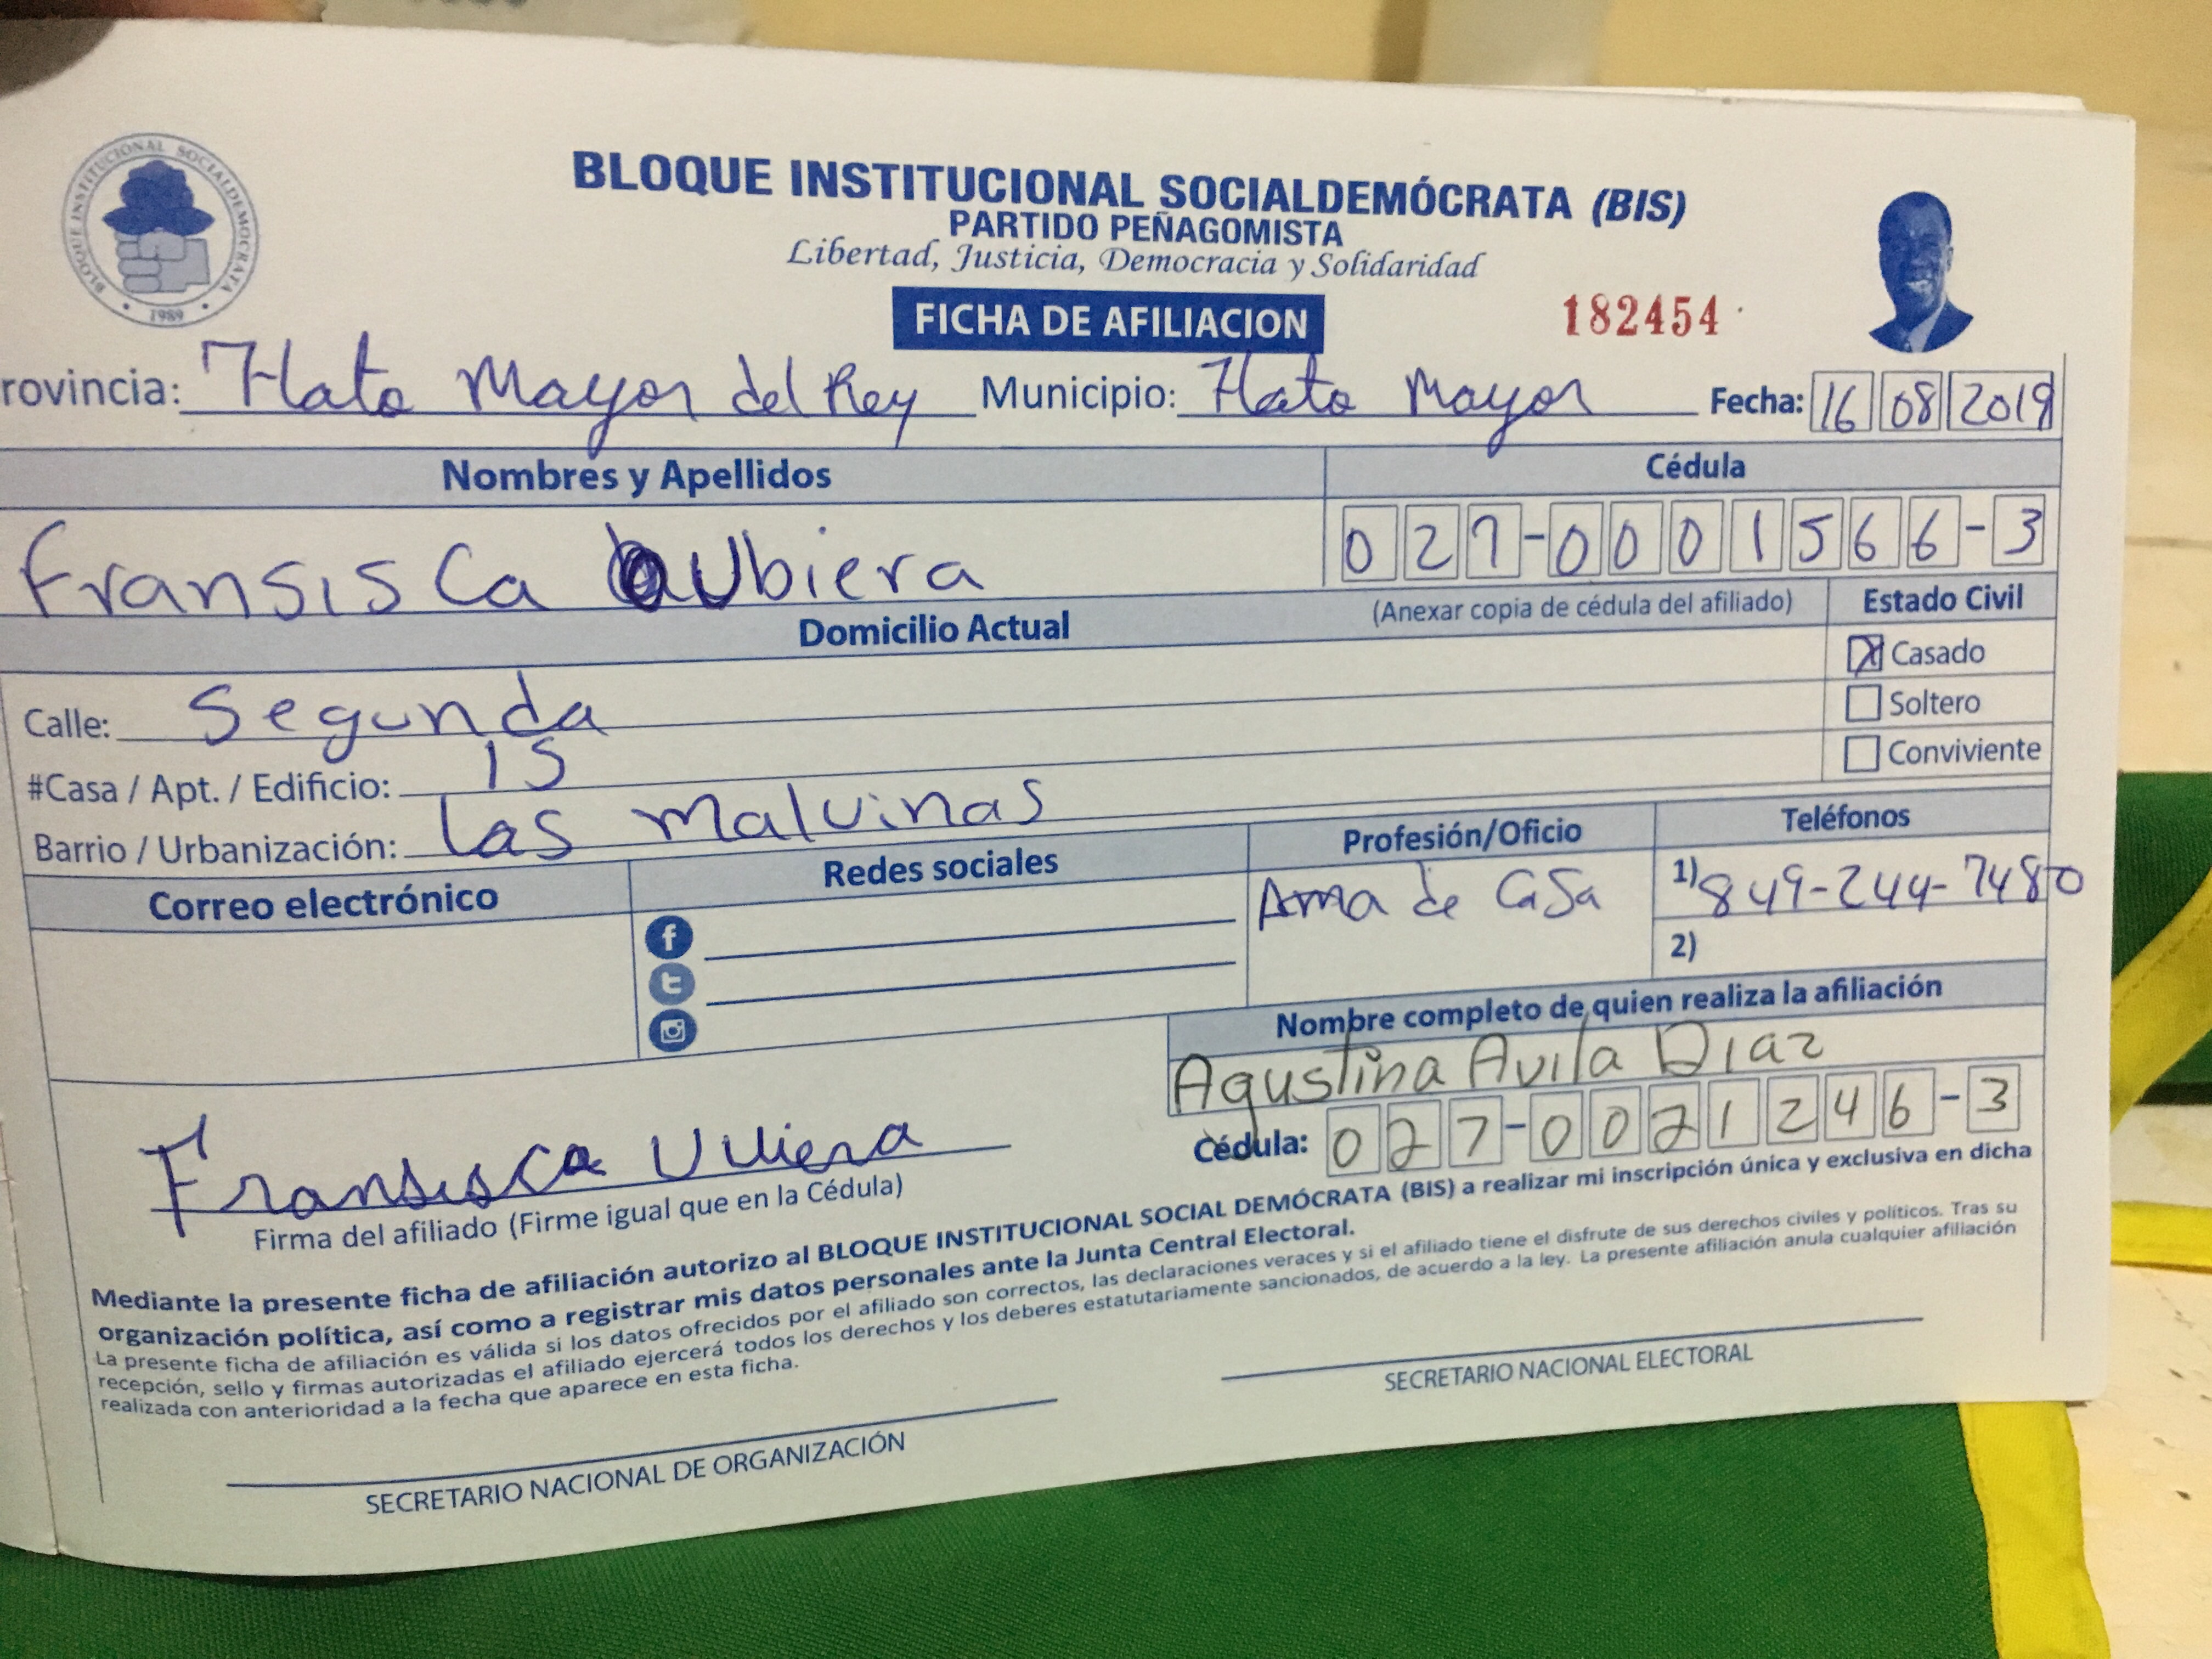 BLOQUE INSTITUCIONAL SOCIALDEMOCRATA
1989
BLOQUE INSTITUCIONAL SOCIALDEMÓCRATA (BIS)
PARTIDO PEÑAGOMISTA
Libertad, Justicia, Democracia y Solidaridad
FICHA DE AFILIACION
182454
rovincia: Hato Mayor del Rey Municipio: Hato Mayor Fecha: 16 08 2019
Nombres y Apellidos Cédula
Fransisca Ubiera 027-0001566-3
Domicilio Actual (Anexar copia de cédula del afiliado) Estado Civil
Calle: Segunda
X Casado
Soltero
Conviviente
#Casa / Apt. / Edificio: 15
Barrio / Urbanización: las malvinas
Correo electrónico Redes sociales Profesión/Oficio Teléfonos
Ama de Casa 1) 849-244-7480
2)
f
t
Nombre completo de quien realiza la afiliación
Agustina Avila Diaz
Cédula: 027-0021246-3
Fransisca Uviera
Firma del afiliado (Firme igual que en la Cédula)
Mediante la presente ficha de afiliación autorizo al BLOQUE INSTITUCIONAL SOCIAL DEMÓCRATA (BIS) a realizar mi inscripción única y exclusiva en dicha
organización política, así como a registrar mis datos personales ante la Junta Central Electoral.
La presente ficha de afiliación es válida si los datos ofrecidos por el afiliado son correctos, las declaraciones veraces y si el afiliado tiene el disfrute de sus derechos civiles y políticos. Tras su
recepción, sello y firmas autorizadas el afiliado ejercerá todos los derechos y los deberes estatutariamente sancionados, de acuerdo a la ley. La presente afiliación anula cualquier afiliación
realizada con anterioridad a la fecha que aparece en esta ficha.
SECRETARIO NACIONAL ELECTORAL
SECRETARIO NACIONAL DE ORGANIZACIÓN